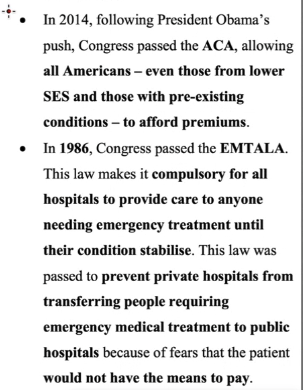 • In 2014, following President Obama's
push, Congress passed the ACA, allowing
all Americans – even those from lower
SES and those with pre-existing
conditions – to afford premiums.
• In 1986, Congress passed the EMTALA.
This law makes it compulsory for all
hospitals to provide care to anyone
needing emergency treatment until
their condition stabilise. This law was
passed to prevent private hospitals from
transferring people requiring
emergency medical treatment to public
hospitals because of fears that the patient
would not have the means to pay.